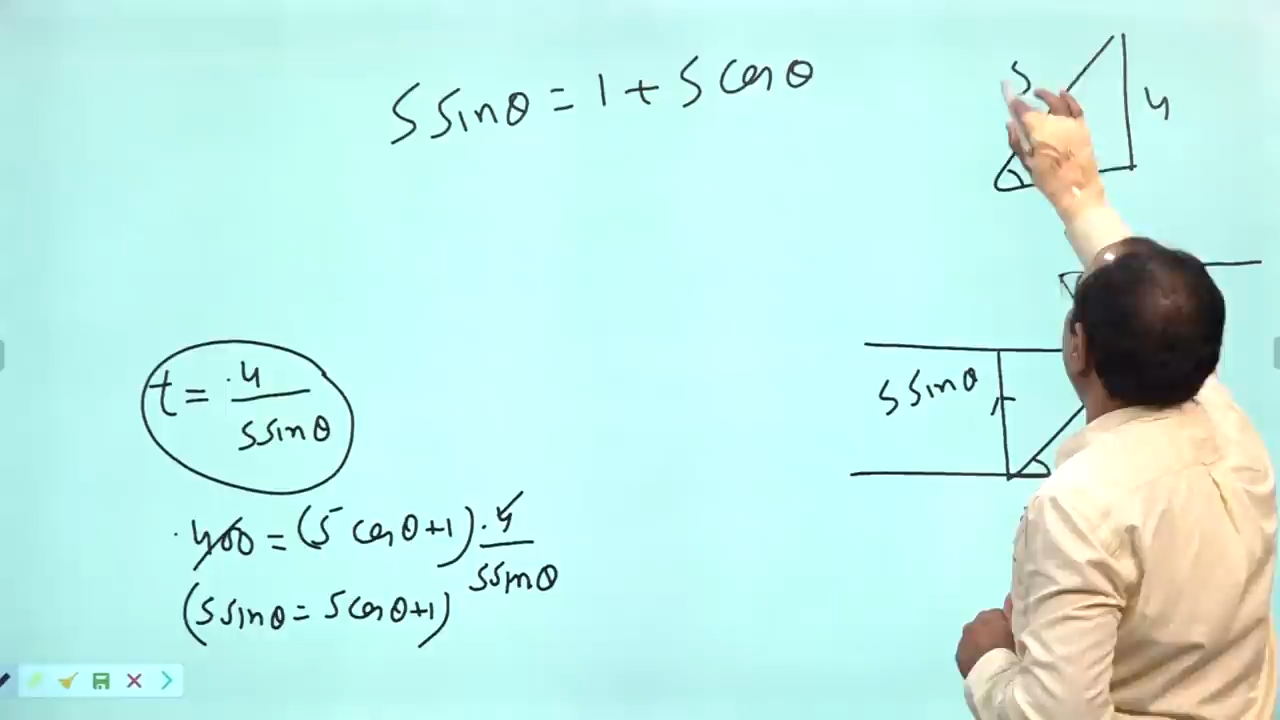 5 sinθ = 1 + 5 cosθ
5
4
5 sinθ
t = .4 / 5 sinθ
.400 = (5 cosθ+1) .4 / 5 sinθ
(5 sinθ = 5 cosθ+1)